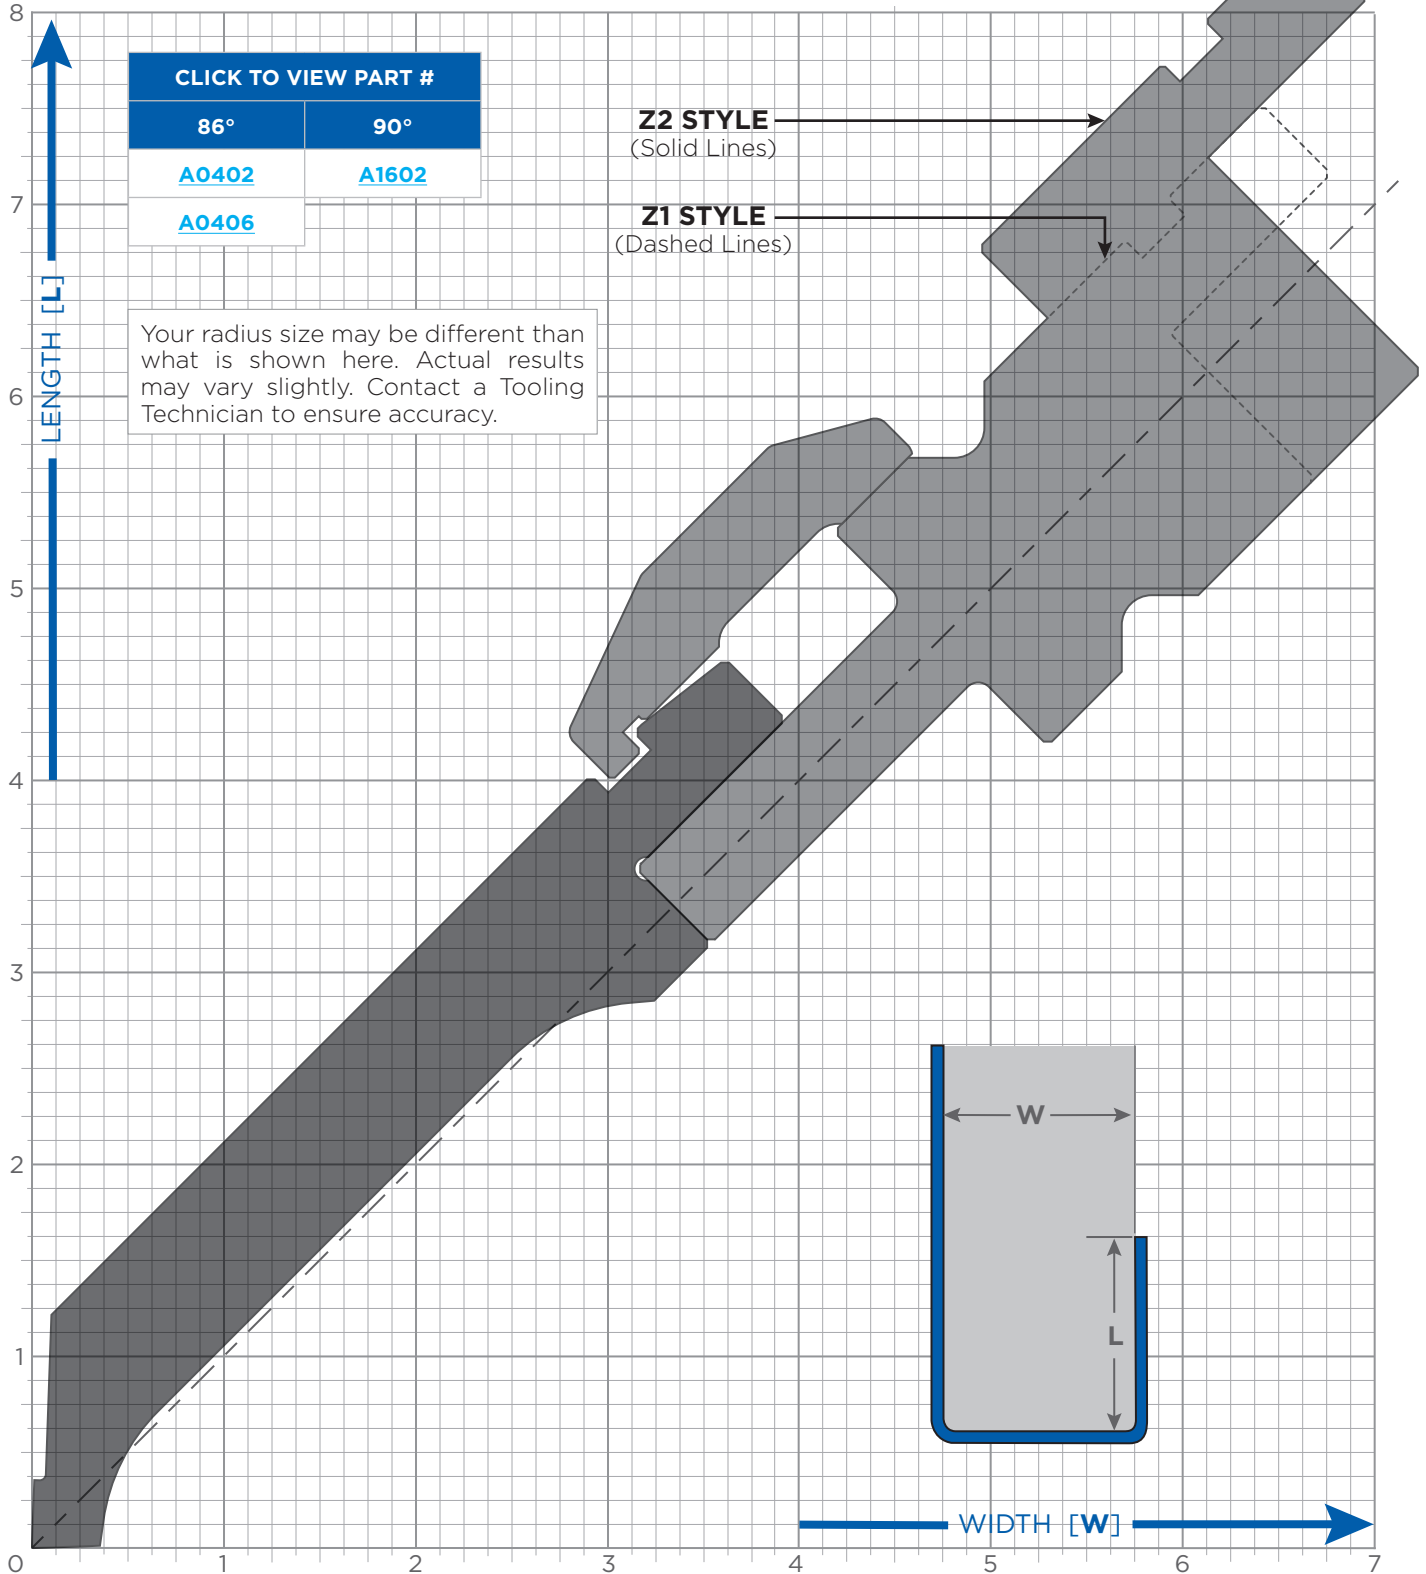 8
CLICK TO VIEW PART #
86° 90°
A0402 A1602
A0406
Z2 STYLE
(Solid Lines)
7
Z1 STYLE
(Dashed Lines)
LENGTH [L]
Your radius size may be different than
what is shown here. Actual results
may vary slightly. Contact a Tooling
Technician to ensure accuracy.
6
5
4
3
2
1
W
L
WIDTH [W]
0 1 2 3 4 5 6 7